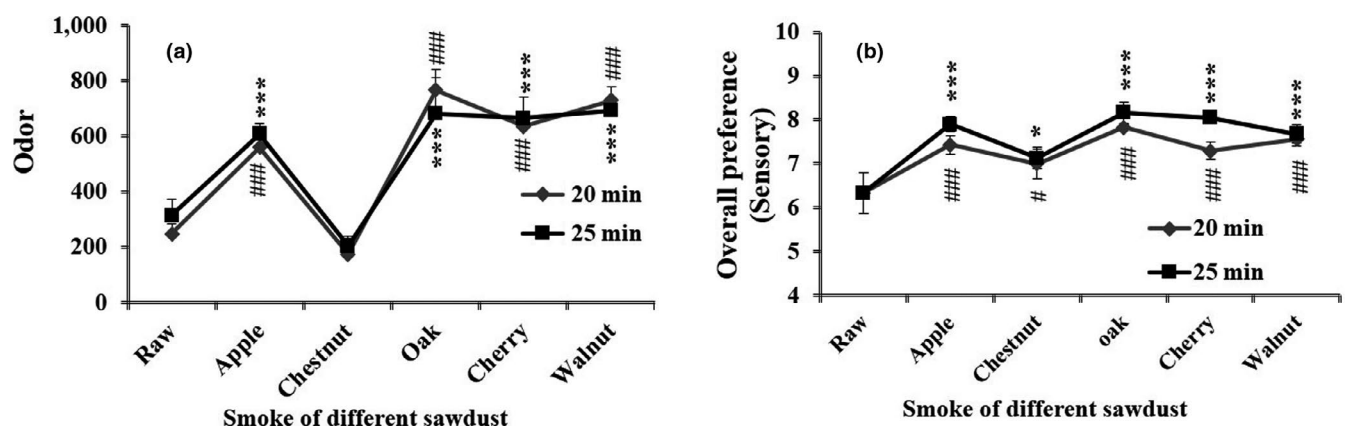 (a)
Odor
1,000
800
600
400
200
0
***
###
###
***
***
###
###
***
20 min
25 min
Raw
Apple
Chestnut
Oak
Cherry
Walnut
Smoke of different sawdust
(b)
Overall preference
(Sensory)
10
9
8
7
6
5
4
***
###
*
#
***
###
***
###
***
###
20 min
25 min
Raw
Apple
Chestnut
oak
Cherry
Walnut
Smoke of different sawdust